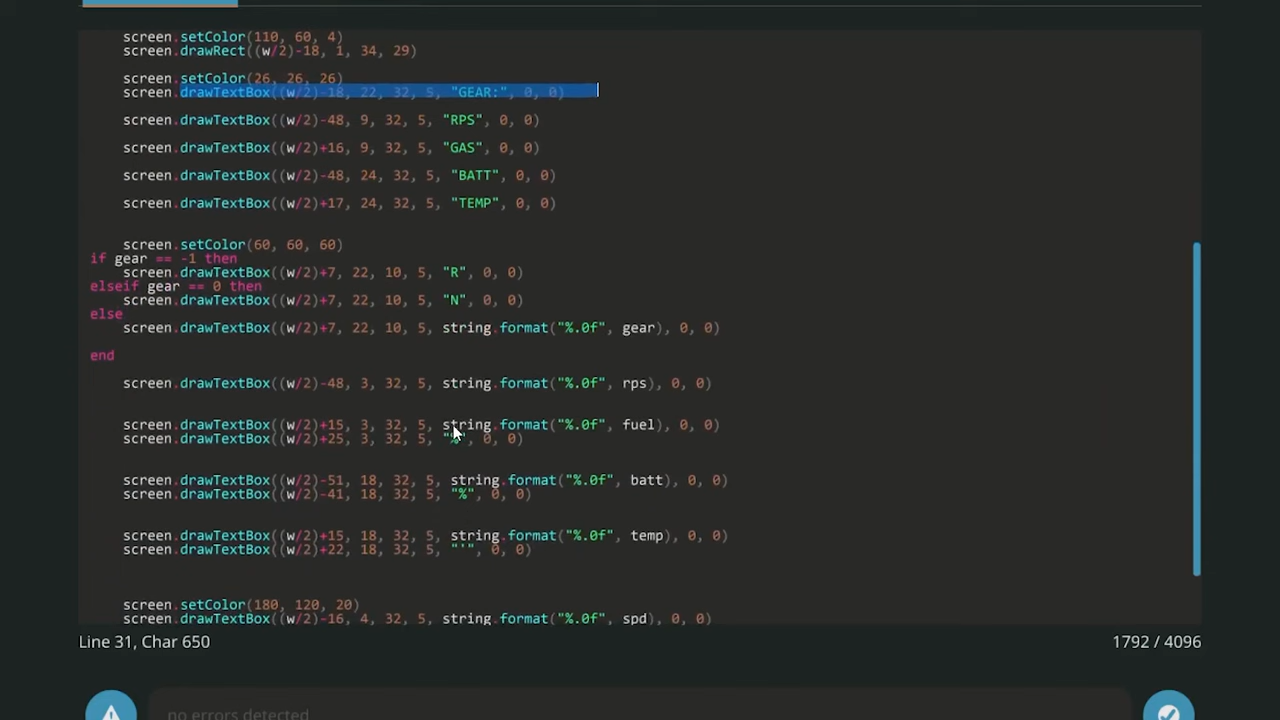 screen.setColor(110, 60, 4)
screen.drawRect((w/2)-18, 1, 34, 29)
screen.setColor(26, 26, 26)
screen.drawTextBox((w/2)-18, 22, 32, 5, "GEAR:", 0, 0)
screen.drawTextBox((w/2)-48, 9, 32, 5, "RPS", 0, 0)
screen.drawTextBox((w/2)+16, 9, 32, 5, "GAS", 0, 0)
screen.drawTextBox((w/2)-48, 24, 32, 5, "BATT", 0, 0)
screen.drawTextBox((w/2)+17, 24, 32, 5, "TEMP", 0, 0)
screen.setColor(60, 60, 60)
if gear == -1 then
screen.drawTextBox((w/2)+7, 22, 10, 5, "R", 0, 0)
elseif gear == 0 then
screen.drawTextBox((w/2)+7, 22, 10, 5, "N", 0, 0)
else
screen.drawTextBox((w/2)+7, 22, 10, 5, string.format("%.0f", gear), 0, 0)
end
screen.drawTextBox((w/2)-48, 3, 32, 5, string.format("%.0f", rps), 0, 0)
screen.drawTextBox((w/2)+15, 3, 32, 5, string.format("%.0f", fuel), 0, 0)
screen.drawTextBox((w/2)+25, 3, 32, 5, "%", 0, 0)
screen.drawTextBox((w/2)-51, 18, 32, 5, string.format("%.0f", batt), 0, 0)
screen.drawTextBox((w/2)-41, 18, 32, 5, "%", 0, 0)
screen.drawTextBox((w/2)+15, 18, 32, 5, string.format("%.0f", temp), 0, 0)
screen.drawTextBox((w/2)+22, 18, 32, 5, "'", 0, 0)
screen.setColor(180, 120, 20)
screen.drawTextBox((w/2)-16, 4, 32, 5, string.format("%.0f", spd), 0, 0)
Line 31, Char 650
1792 / 4096
no errors detected